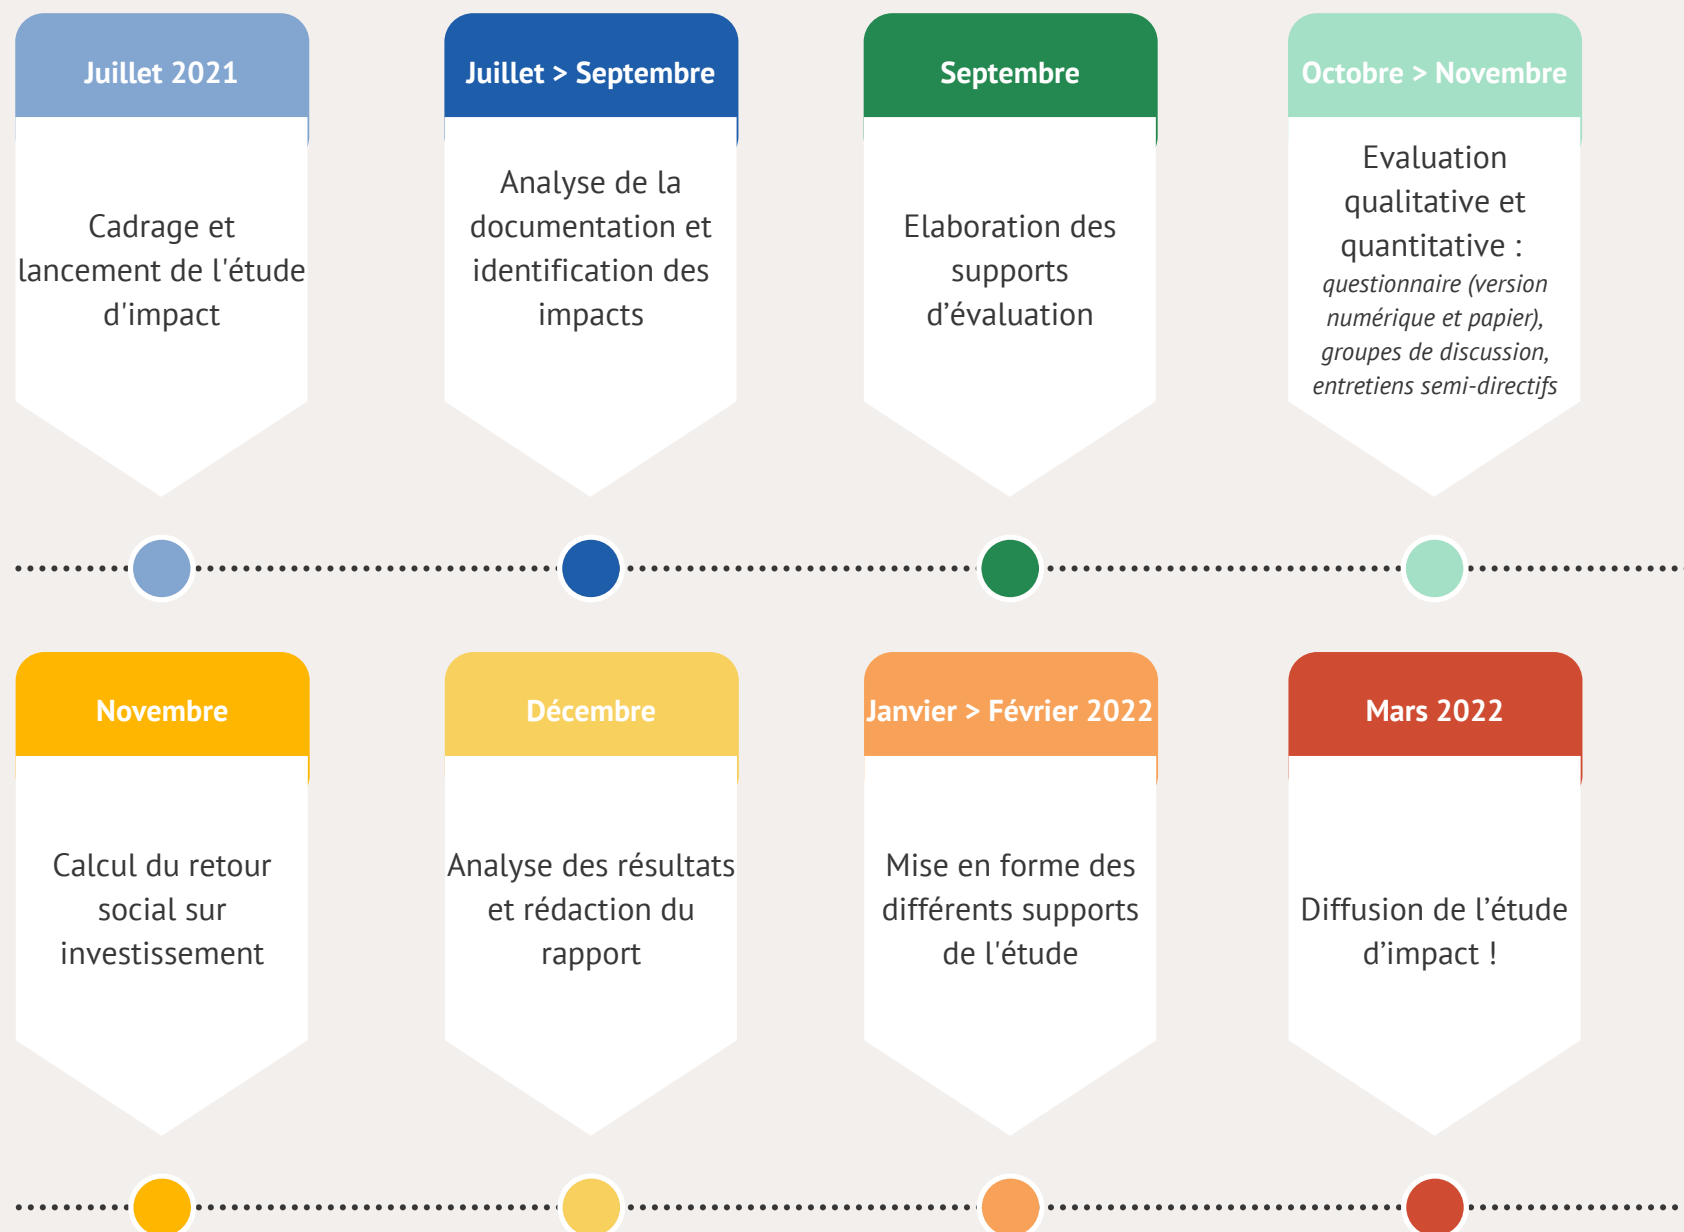 Juillet 2021
Cadrage et
lancement de l'étude
d'impact
Juillet > Septembre
Analyse de la
documentation et
identification des
impacts
Septembre
Elaboration des
supports
d’évaluation
Octobre > Novembre
Evaluation
qualitative et
quantitative :
questionnaire (version
numérique et papier),
groupes de discussion,
entretiens semi-directifs
Novembre
Calcul du retour
social sur
investissement
Décembre
Analyse des résultats
et rédaction du
rapport
Janvier > Février 2022
Mise en forme des
différents supports
de l'étude
Mars 2022
Diffusion de l’étude
d’impact !